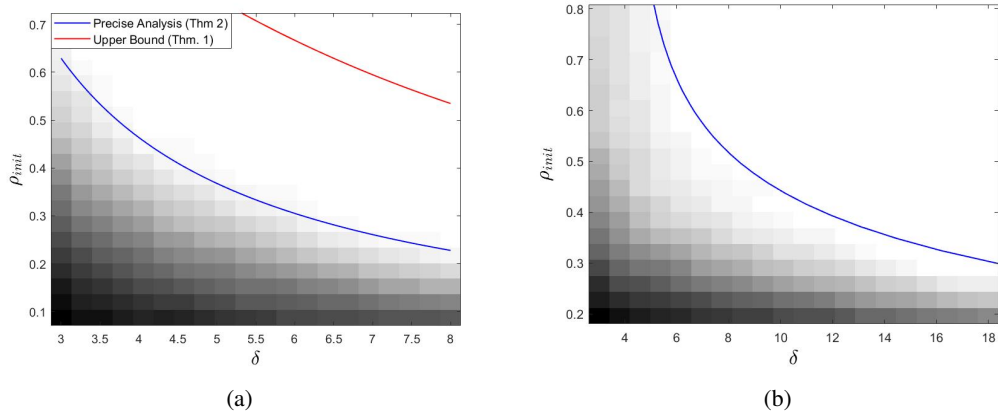 Precise Analysis (Thm 2)
Upper Bound (Thm. 1)
0.7
0.6
0.5
0.4
0.3
0.2
0.1
ρinit
3 3.5 4 4.5 5 5.5 6 6.5 7 7.5 8
δ
(a)
0.8
0.7
0.6
0.5
0.4
0.3
0.2
ρinit
4 6 8 10 12 14 16 18
δ
(b)